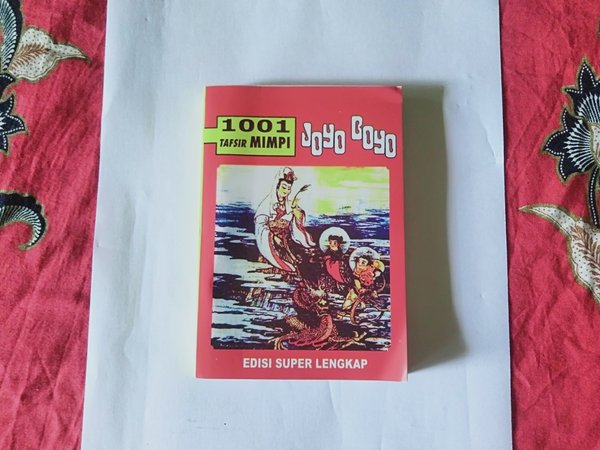 1001
TAFSIR MIMPI
JOYO BOYO
EDISI SUPER LENGKAP